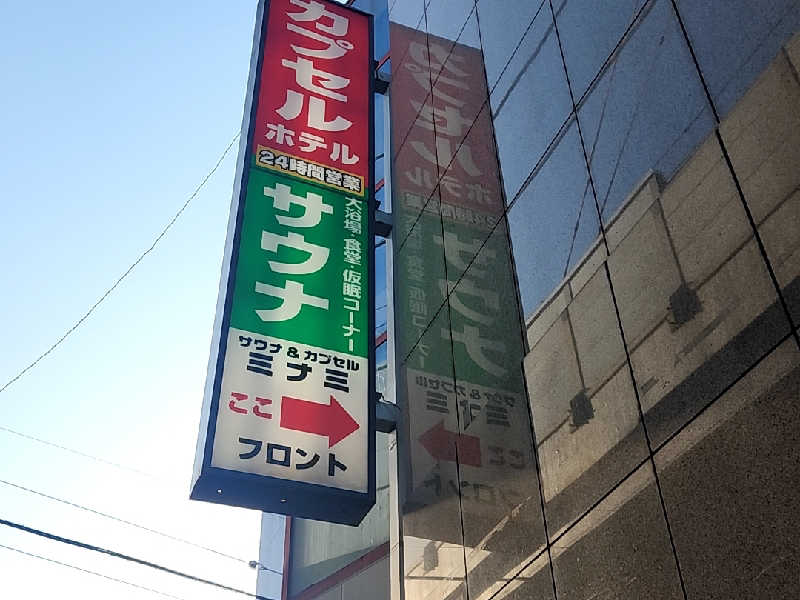 カプセル
ホテル
24時間営業
サウナ
大浴場・食堂・仮眠コーナー
サウナ&カプセル
ミナミ
ここ
フロント